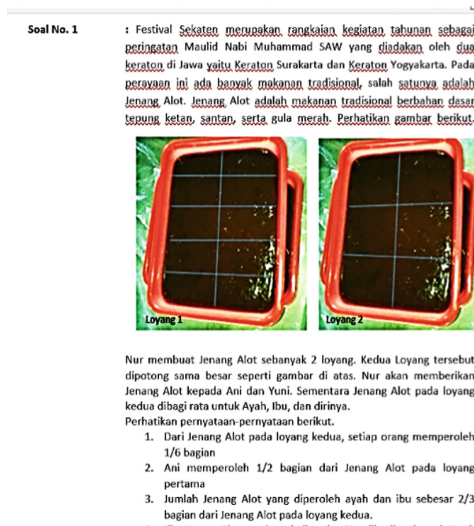 Soal No. 1 : Festival Sekaten merupakan rangkaian kegiatan tahunan sebagai
peringatan Maulid Nabi Muhammad SAW yang diadakan oleh dua
keraton di Jawa yaitu Keraton Surakarta dan Keraton Yogyakarta. Pada
perayaan ini ada banyak makanan tradisional, salah satunya adalah
Jenang Alot. Jenang Alot adalah makanan tradisional berbahan dasar
tepung ketan, santan, serta gula merah. Perhatikan gambar berikut.
Loyang 1 Loyang 2
Nur membuat Jenang Alot sebanyak 2 loyang. Kedua Loyang tersebut
dipotong sama besar seperti gambar di atas. Nur akan memberikan
Jenang Alot kepada Ani dan Yuni. Sementara Jenang Alot pada loyang
kedua dibagi rata untuk Ayah, Ibu, dan dirinya.
Perhatikan pernyataan-pernyataan berikut.
1. Dari Jenang Alot pada loyang kedua, setiap orang memperoleh
1/6 bagian
2. Ani memperoleh 1/2 bagian dari Jenang Alot pada loyang
pertama
3. Jumlah Jenang Alot yang diperoleh ayah dan ibu sebesar 2/3
bagian dari Jenang Alot pada loyang kedua.